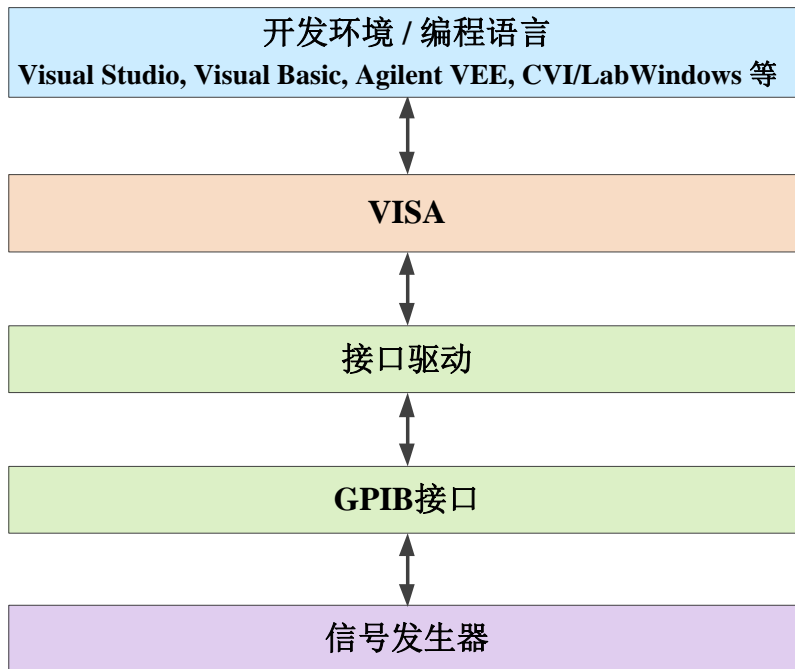 开发环境 / 编程语言
Visual Studio, Visual Basic, Agilent VEE, CVI/LabWindows 等
VISA
接口驱动
GPIB接口
信号发生器